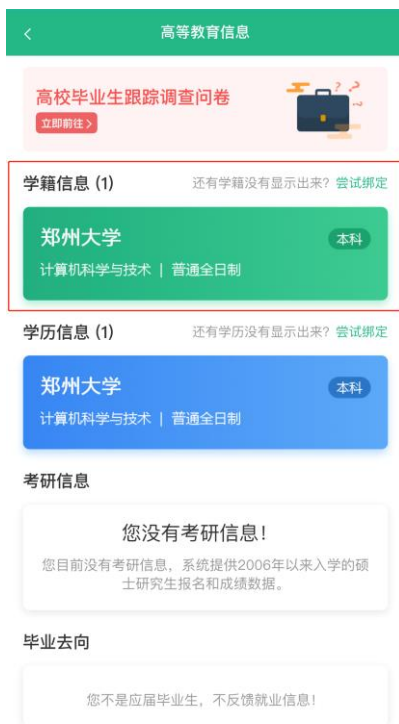 高等教育信息
高校毕业生跟踪调查问卷
立即前往>
学籍信息 (1) 还有学籍没有显示出来? 尝试绑定
郑州大学 本科
计算机科学与技术 | 普通全日制
学历信息 (1) 还有学历没有显示出来? 尝试绑定
郑州大学 本科
计算机科学与技术 | 普通全日制
考研信息
您没有考研信息!
您目前没有考研信息,系统提供2006年以来入学的硕
士研究生报名和成绩数据。
毕业去向
您不是应届毕业生,不反馈就业信息!